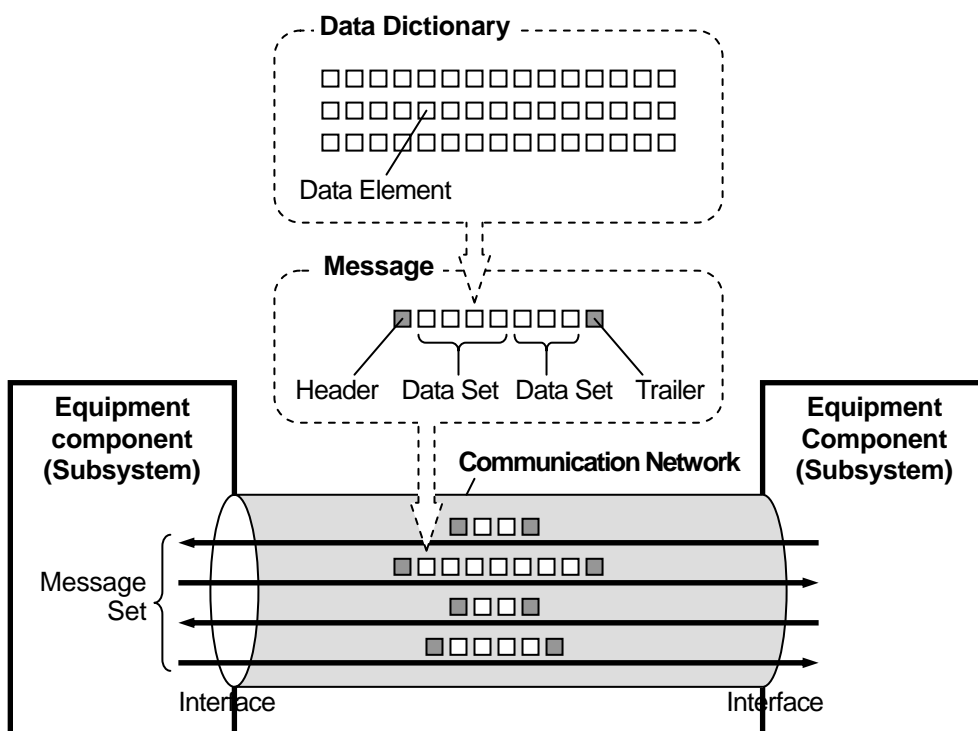 Data Dictionary
Data Element
Message
Header
Data Set
Data Set
Trailer
Equipment
component
(Subsystem)
Equipment
Component
(Subsystem)
Communication Network
Message
Set
Interface
Interface